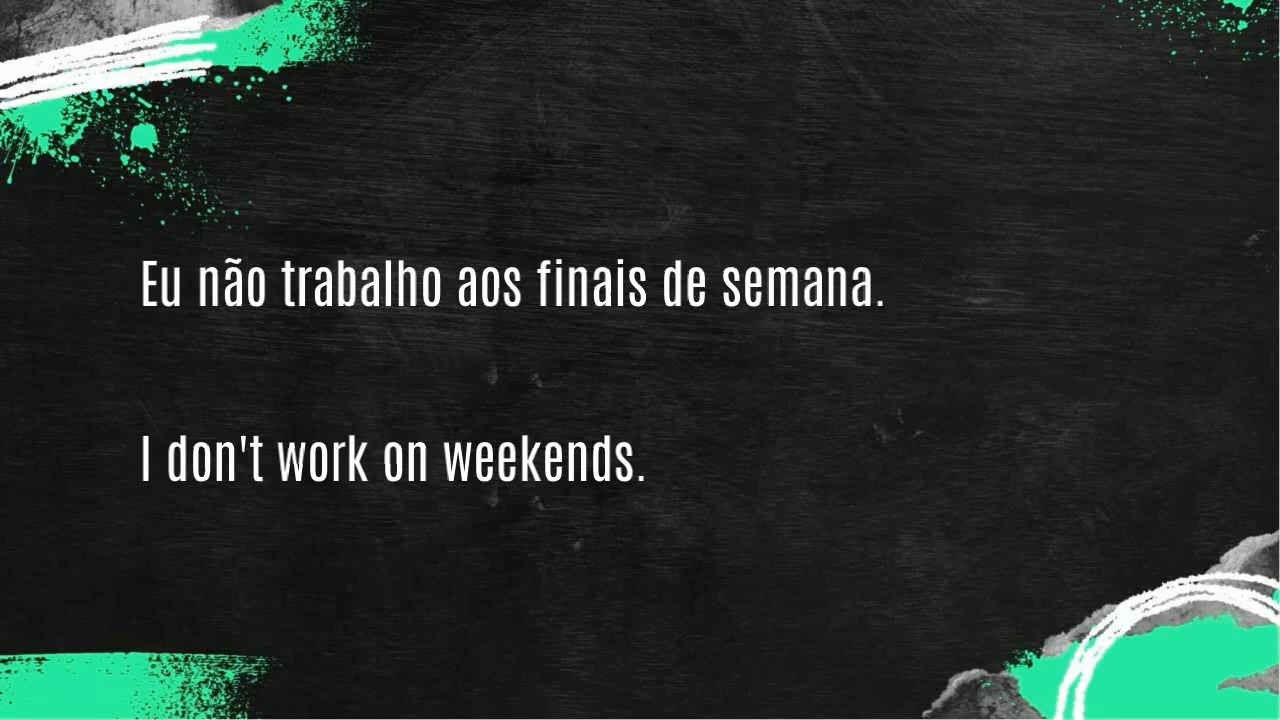 Eu não trabalho aos finais de semana.
I don't work on weekends.